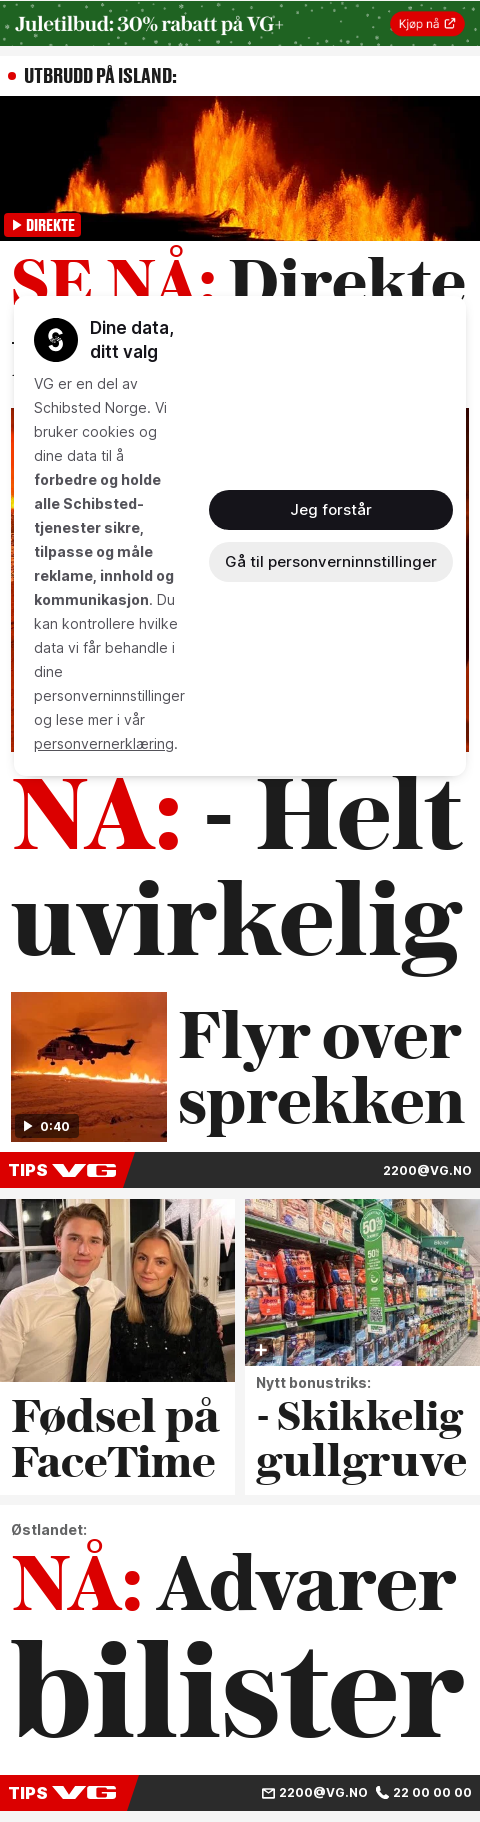 Juletilbud: 30% rabatt på VG+
Kjøp nå
UTBRUDD PÅ ISLAND:
DIREKTE
SE NÅ: Direkte
Dine data,
ditt valg
VG er en del av
Schibsted Norge. Vi
bruker cookies og
dine data til å
forbedre og holde
alle Schibsted-
tjenester sikre,
tilpasse og måle
reklame, innhold og
kommunikasjon. Du
kan kontrollere hvilke
data vi får behandle i
dine
personverninnstillinger
og lese mer i vår
personvernerklæring.
Jeg forstår
Gå til personverninnstillinger
NÅ: - Helt
uvirkelig
0:40
Flyr over
sprekken
TIPS VG
2200@VG.NO
Fødsel på
FaceTime
50%
Nytt bonustriks:
- Skikkelig
gullgruve
Østlandet:
NÅ: Advarer
bilister
TIPS VG
2200@VG.NO 22 00 00 00